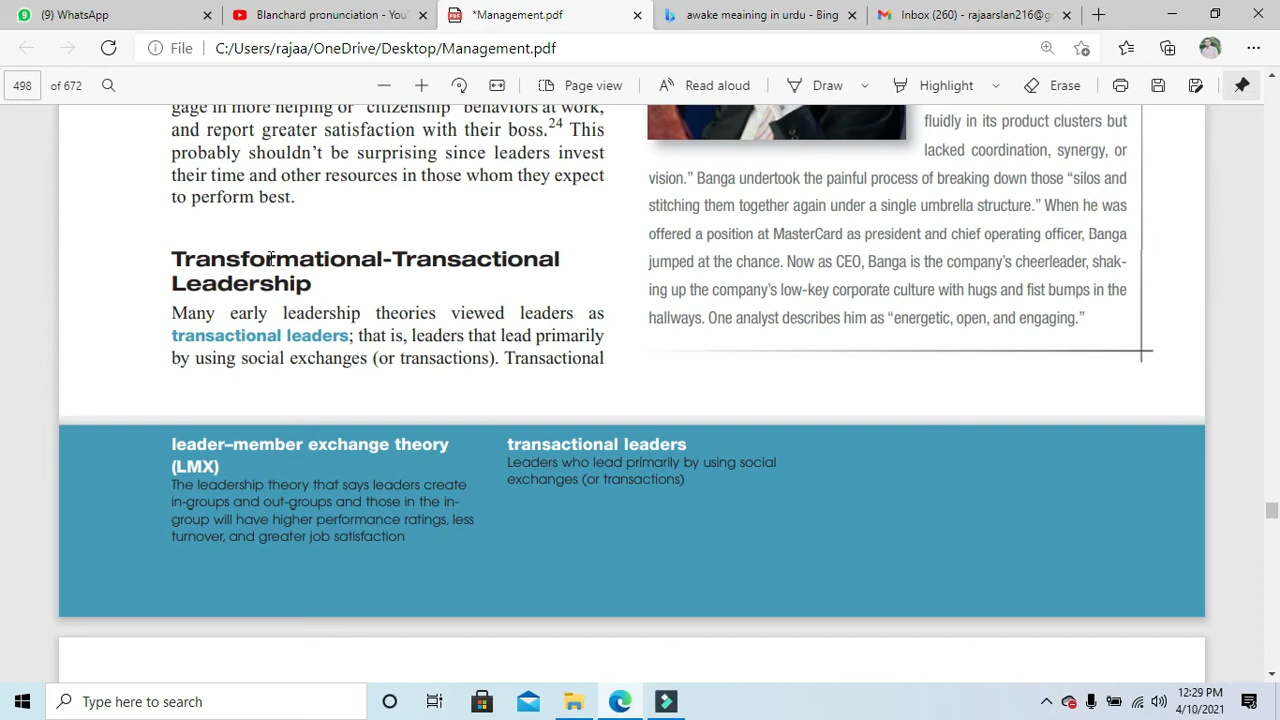 (9) WhatsApp
Blanchard pronunciation - YouT
*Management.pdf
awake meaining in urdu - Bing
Inbox (260) - rajaarslan216@gr
File
C:/Users/rajaa/OneDrive/Desktop/Management.pdf
498 of 672
Page view
Read aloud
Draw
Highlight
Erase
gage in more helping or “citizenship” behaviors at work,
and report greater satisfaction with their boss.24 This
probably shouldn’t be surprising since leaders invest
their time and other resources in those whom they expect
to perform best.
Transformational-Transactional
Leadership
Many early leadership theories viewed leaders as
transactional leaders; that is, leaders that lead primarily
by using social exchanges (or transactions). Transactional
fluidly in its product clusters but
lacked coordination, synergy, or
vision.” Banga undertook the painful process of breaking down those “silos and
stitching them together again under a single umbrella structure.” When he was
offered a position at MasterCard as president and chief operating officer, Banga
jumped at the chance. Now as CEO, Banga is the company’s cheerleader, shak-
ing up the company’s low-key corporate culture with hugs and fist bumps in the
hallways. One analyst describes him as “energetic, open, and engaging.”
leader–member exchange theory
(LMX)
The leadership theory that says leaders create
in-groups and out-groups and those in the in-
group will have higher performance ratings, less
turnover, and greater job satisfaction
transactional leaders
Leaders who lead primarily by using social
exchanges (or transactions)
Type here to search
12:29 PM
4/10/2021